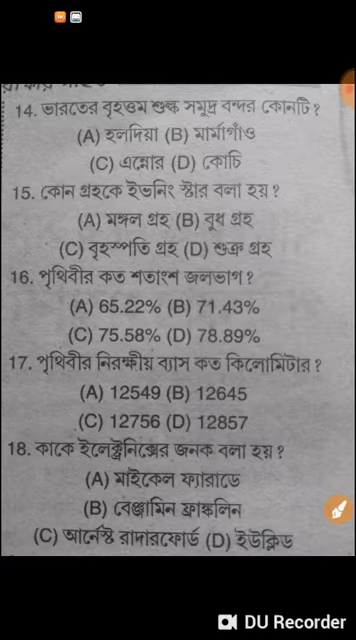 14. ভারতের বৃহত্তম শুল্ক সমুদ্র বন্দর কোনটি?
(A) হলদিয়া (B) মার্মাগাঁও
(C) এন্নোর (D) কোচি
15. কোন গ্রহকে ইভনিং স্টার বলা হয়?
(A) মঙ্গল গ্রহ (B) বুধ গ্রহ
(C) বৃহস্পতি গ্রহ (D) শুক্র গ্রহ
16. পৃথিবীর কত শতাংশ জলভাগ?
(A) 65.22% (B) 71.43%
(C) 75.58% (D) 78.89%
17. পৃথিবীর নিরক্ষীয় ব্যাস কত কিলোমিটার?
(A) 12549 (B) 12645
(C) 12756 (D) 12857
18. কাকে ইলেক্ট্রনিক্সের জনক বলা হয়?
(A) মাইকেল ফ্যারাডে
(B) বেঞ্জামিন ফ্রাঙ্কলিন
(C) আর্নেস্ট রাদারফোর্ড (D) ইউক্লিড
DU Recorder